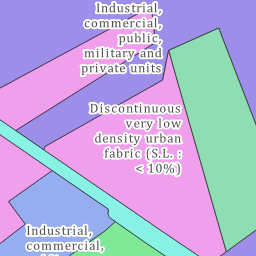 Industrial,
commercial,
public,
military and
private units
Discontinuous
very low
density urban
fabric (S.L. :
< 10%)
Industrial,
commercial,